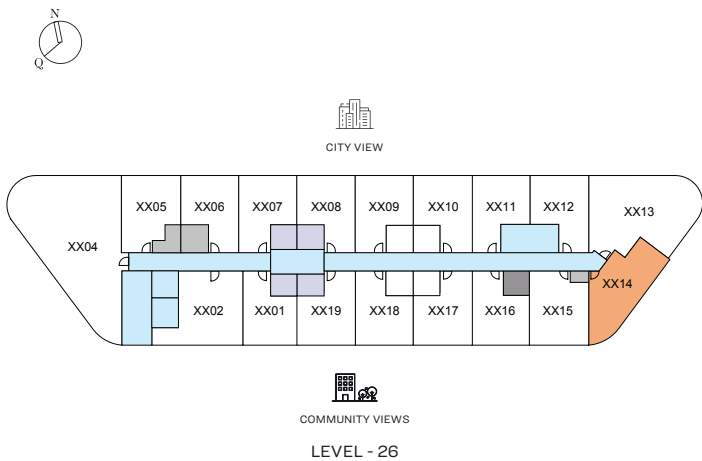 N
Q
CITY VIEW
XX05 XX06 XX07 XX08 XX09 XX10 XX11 XX12
XX13
XX04
XX14
XX02 XX01 XX19 XX18 XX17 XX16 XX15
COMMUNITY VIEWS
LEVEL - 26